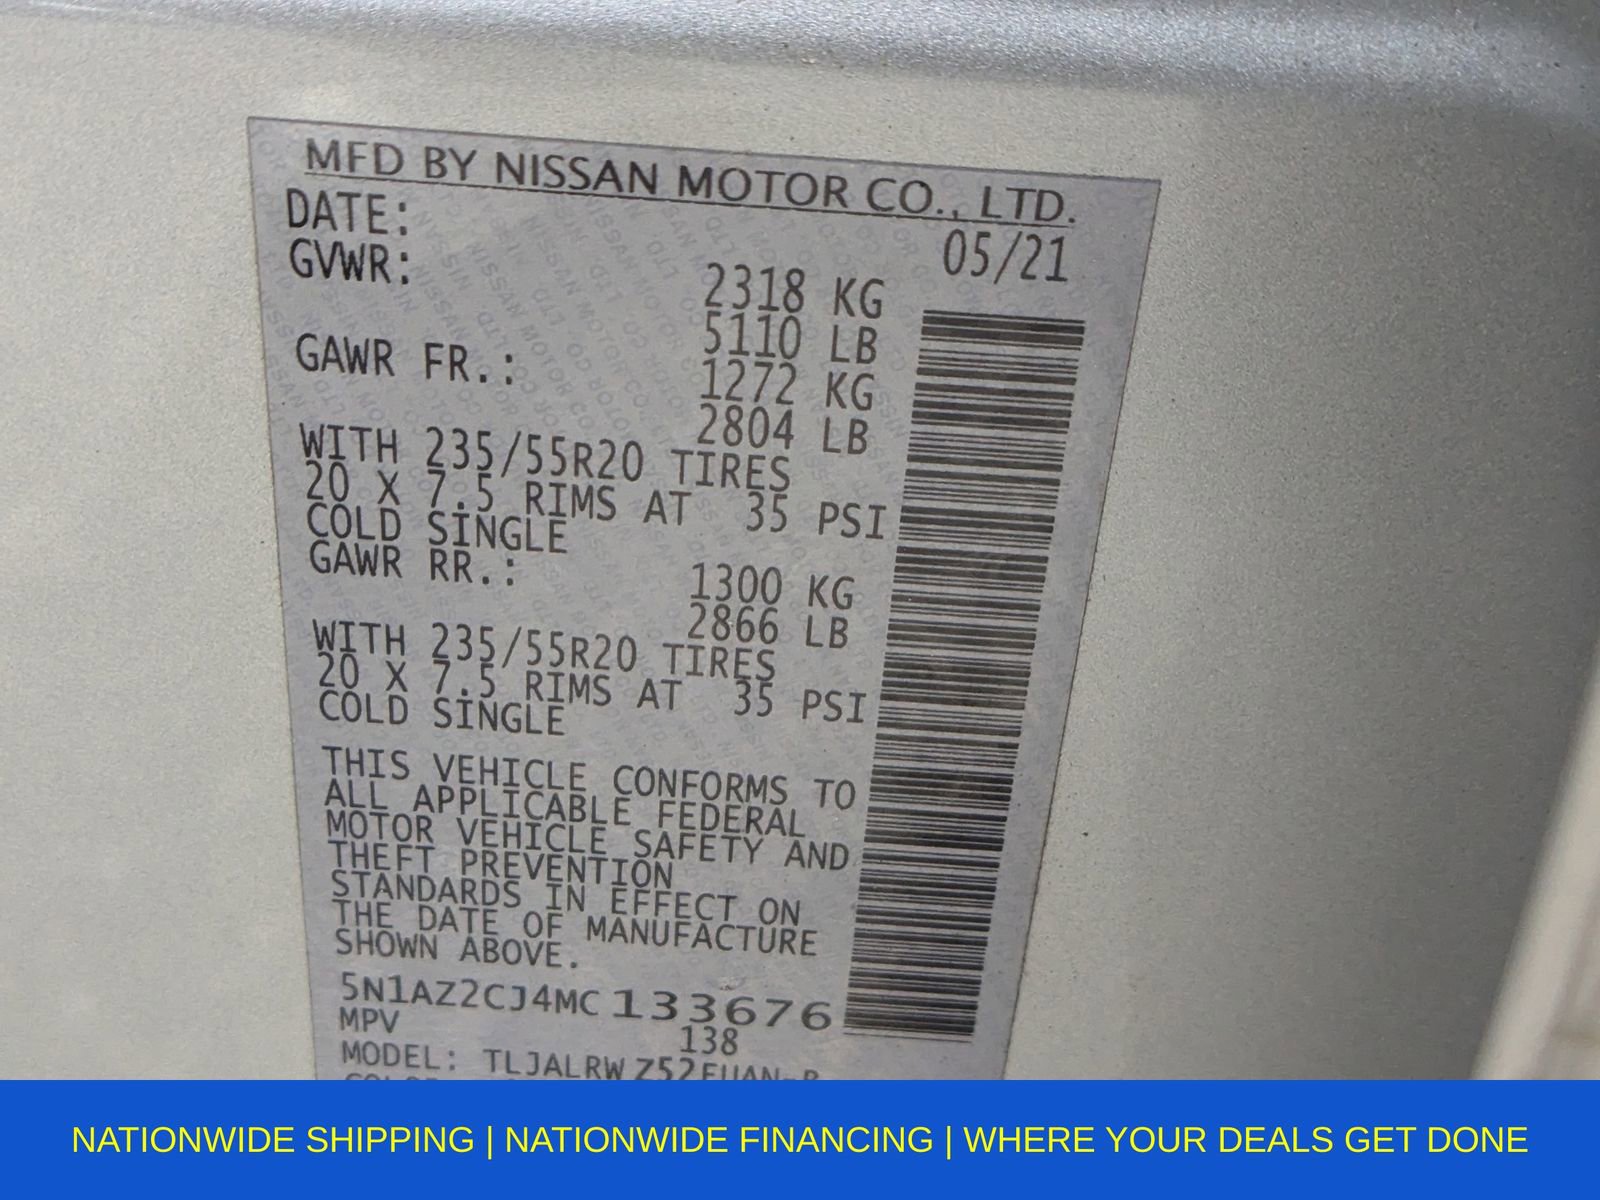 MFD BY NISSAN MOTOR CO., LTD.
DATE: 05/21
GVWR: 2318 KG
5110 LB
GAWR FR.: 1272 KG
2804 LB
WITH 235/55R20 TIRES
20 X 7.5 RIMS AT 35 PSI
COLD SINGLE
GAWR RR.: 1300 KG
2866 LB
WITH 235/55R20 TIRES
20 X 7.5 RIMS AT 35 PSI
COLD SINGLE
THIS VEHICLE CONFORMS TO
ALL APPLICABLE FEDERAL
MOTOR VEHICLE SAFETY AND
THEFT PREVENTION
STANDARDS IN EFFECT ON
THE DATE OF MANUFACTURE
SHOWN ABOVE.
5N1AZ2CJ4MC133676
MPV 138
MODEL: TLJALRW
NATIONWIDE SHIPPING | NATIONWIDE FINANCING | WHERE YOUR DEALS GET DONE